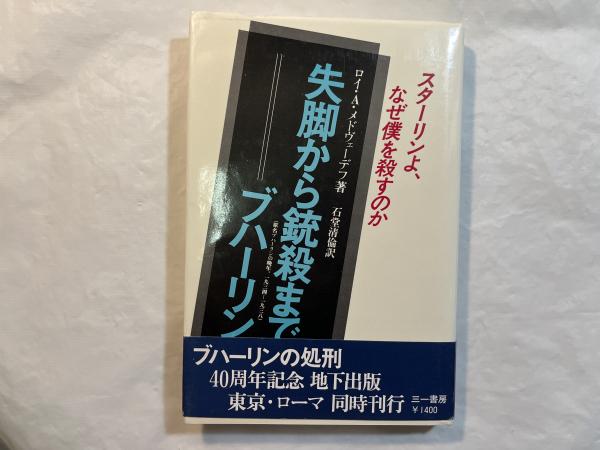 スターリンよ、
なぜ僕を殺すのか
ロイ・A・メドヴェーデフ著　石堂清倫訳
失脚から銃殺まで
ブハーリン
ブハーリンの処刑
40周年記念 地下出版
東京・ローマ 同時刊行
三一書房
￥1400